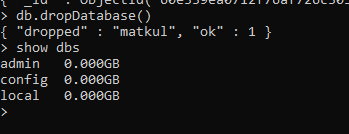 > db.dropDatabase()
{ "dropped" : "matkul", "ok" : 1 }
> show dbs
admin   0.000GB
config  0.000GB
local   0.000GB
>